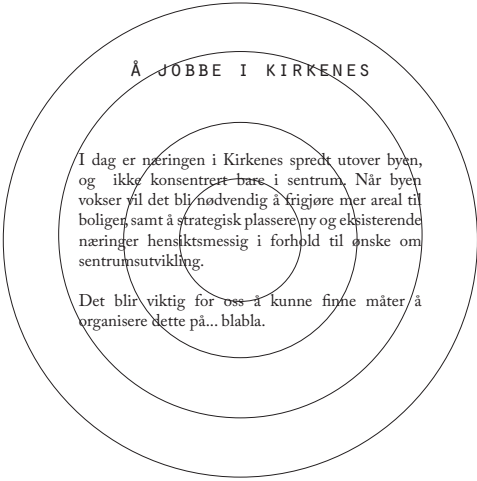 Å JOBBE I KIRKENES
I dag er næringen i Kirkenes spredt utover byen,
og ikke konsentrert bare i sentrum. Når byen
vokser vil det bli nødvendig å frigjøre mer areal til
boliger, samt å strategisk plassere ny og eksisterende
næringer hensiktsmessig i forhold til ønske om
sentrumsutvikling.
Det blir viktig for oss å kunne finne måter å
organisere dette på... blabla.